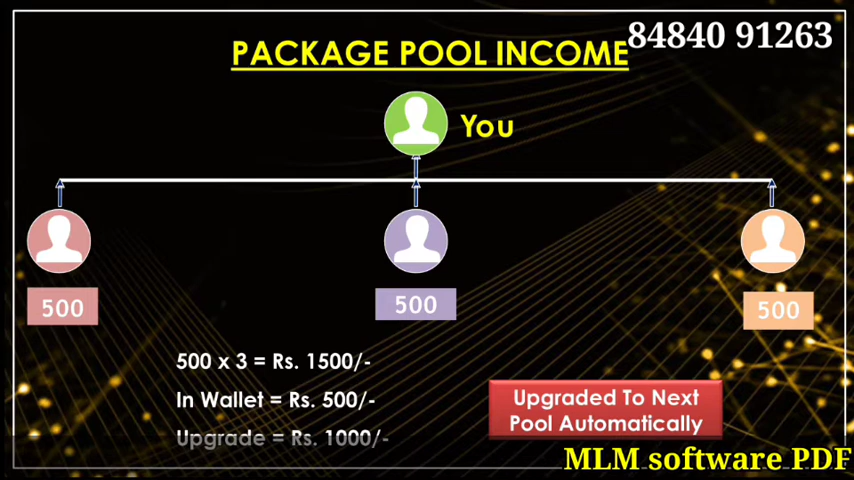 84840 91263
PACKAGE POOL INCOME
You
500
500
500
500 x 3 = Rs. 1500/-
In Wallet = Rs. 500/-
Upgrade = Rs. 1000/-
Upgraded To Next
Pool Automatically
MLM software PDF